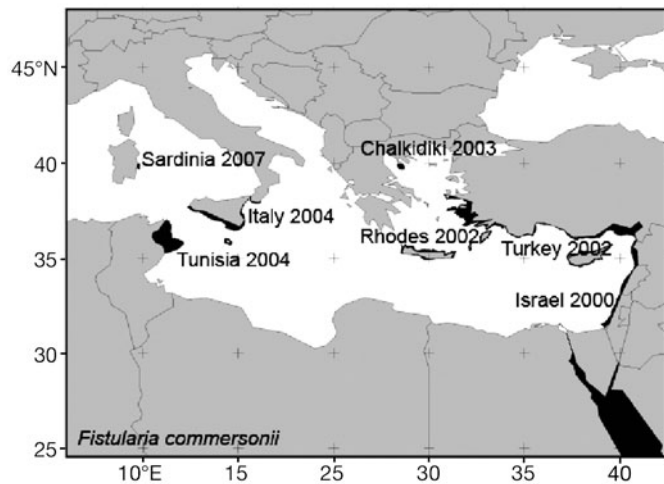 45°N
Chalkidiki 2003
40
Sardinia 2007
Italy 2004
Rhodes 2002
Turkey 2002
35
Tunisia 2004
Israel 2000
30
Fistularia commersonii
25
10°E 15 20 25 30 35 40